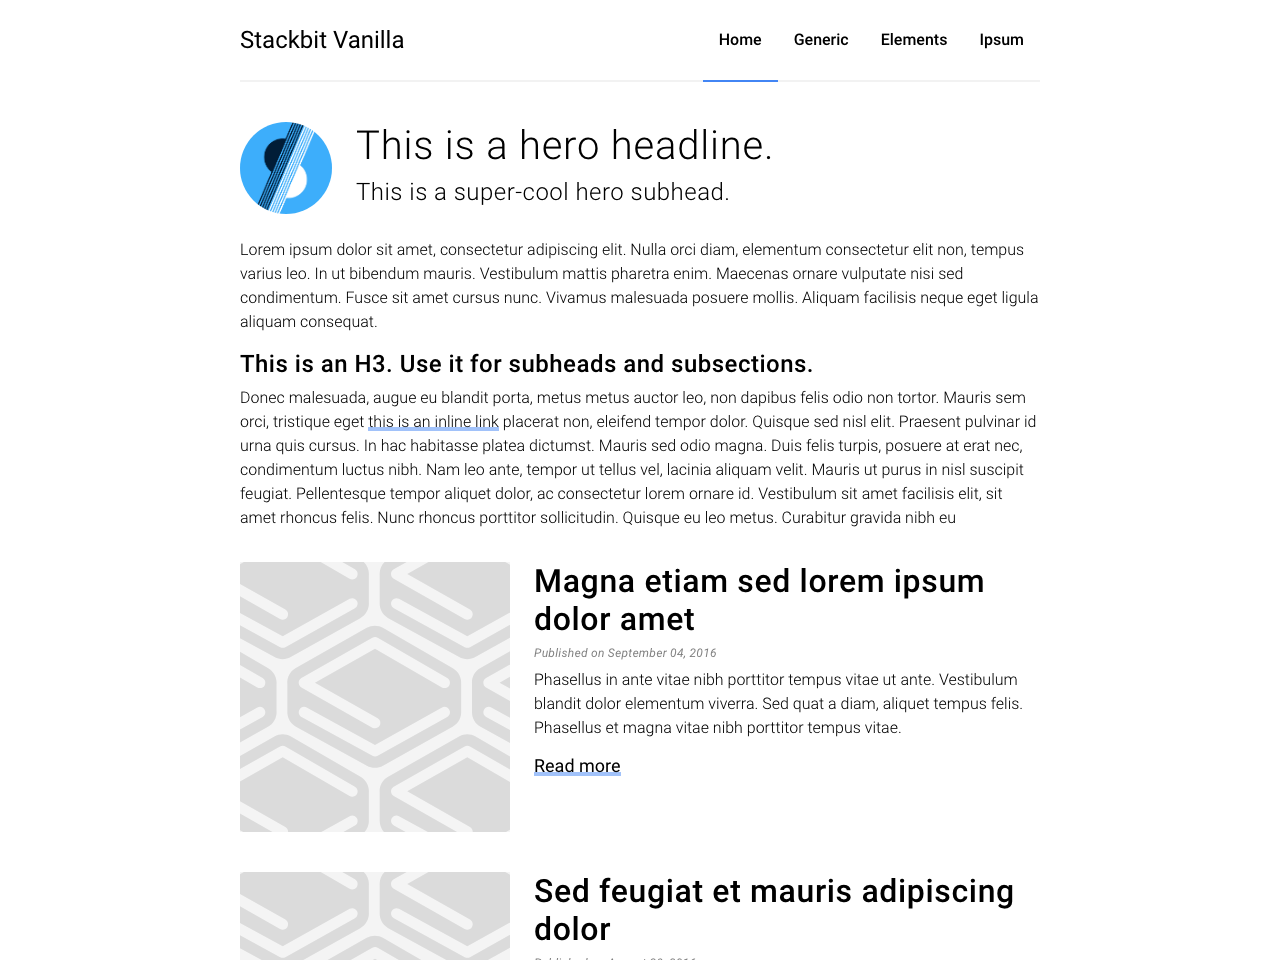 Stackbit Vanilla
Home Generic Elements Ipsum
This is a hero headline.
This is a super-cool hero subhead.
Lorem ipsum dolor sit amet, consectetur adipiscing elit. Nulla orci diam, elementum consectetur elit non, tempus
varius leo. In ut bibendum mauris. Vestibulum mattis pharetra enim. Maecenas ornare vulputate nisi sed
condimentum. Fusce sit amet cursus nunc. Vivamus malesuada posuere mollis. Aliquam facilisis neque eget ligula
aliquam consequat.
This is an H3. Use it for subheads and subsections.
Donec malesuada, augue eu blandit porta, metus metus auctor leo, non dapibus felis odio non tortor. Mauris sem
orci, tristique eget this is an inline link placerat non, eleifend tempor dolor. Quisque sed nisl elit. Praesent pulvinar id
urna quis cursus. In hac habitasse platea dictumst. Mauris sed odio magna. Duis felis turpis, posuere at erat nec,
condimentum luctus nibh. Nam leo ante, tempor ut tellus vel, lacinia aliquam velit. Mauris ut purus in nisl suscipit
feugiat. Pellentesque tempor aliquet dolor, ac consectetur lorem ornare id. Vestibulum sit amet facilisis elit, sit
amet rhoncus felis. Nunc rhoncus porttitor sollicitudin. Quisque eu leo metus. Curabitur gravida nibh eu
Magna etiam sed lorem ipsum
dolor amet
Published on September 04, 2016
Phasellus in ante vitae nibh porttitor tempus vitae ut ante. Vestibulum
blandit dolor elementum viverra. Sed quat a diam, aliquet tempus felis.
Phasellus et magna vitae nibh porttitor tempus vitae.
Read more
Sed feugiat et mauris adipiscing
dolor